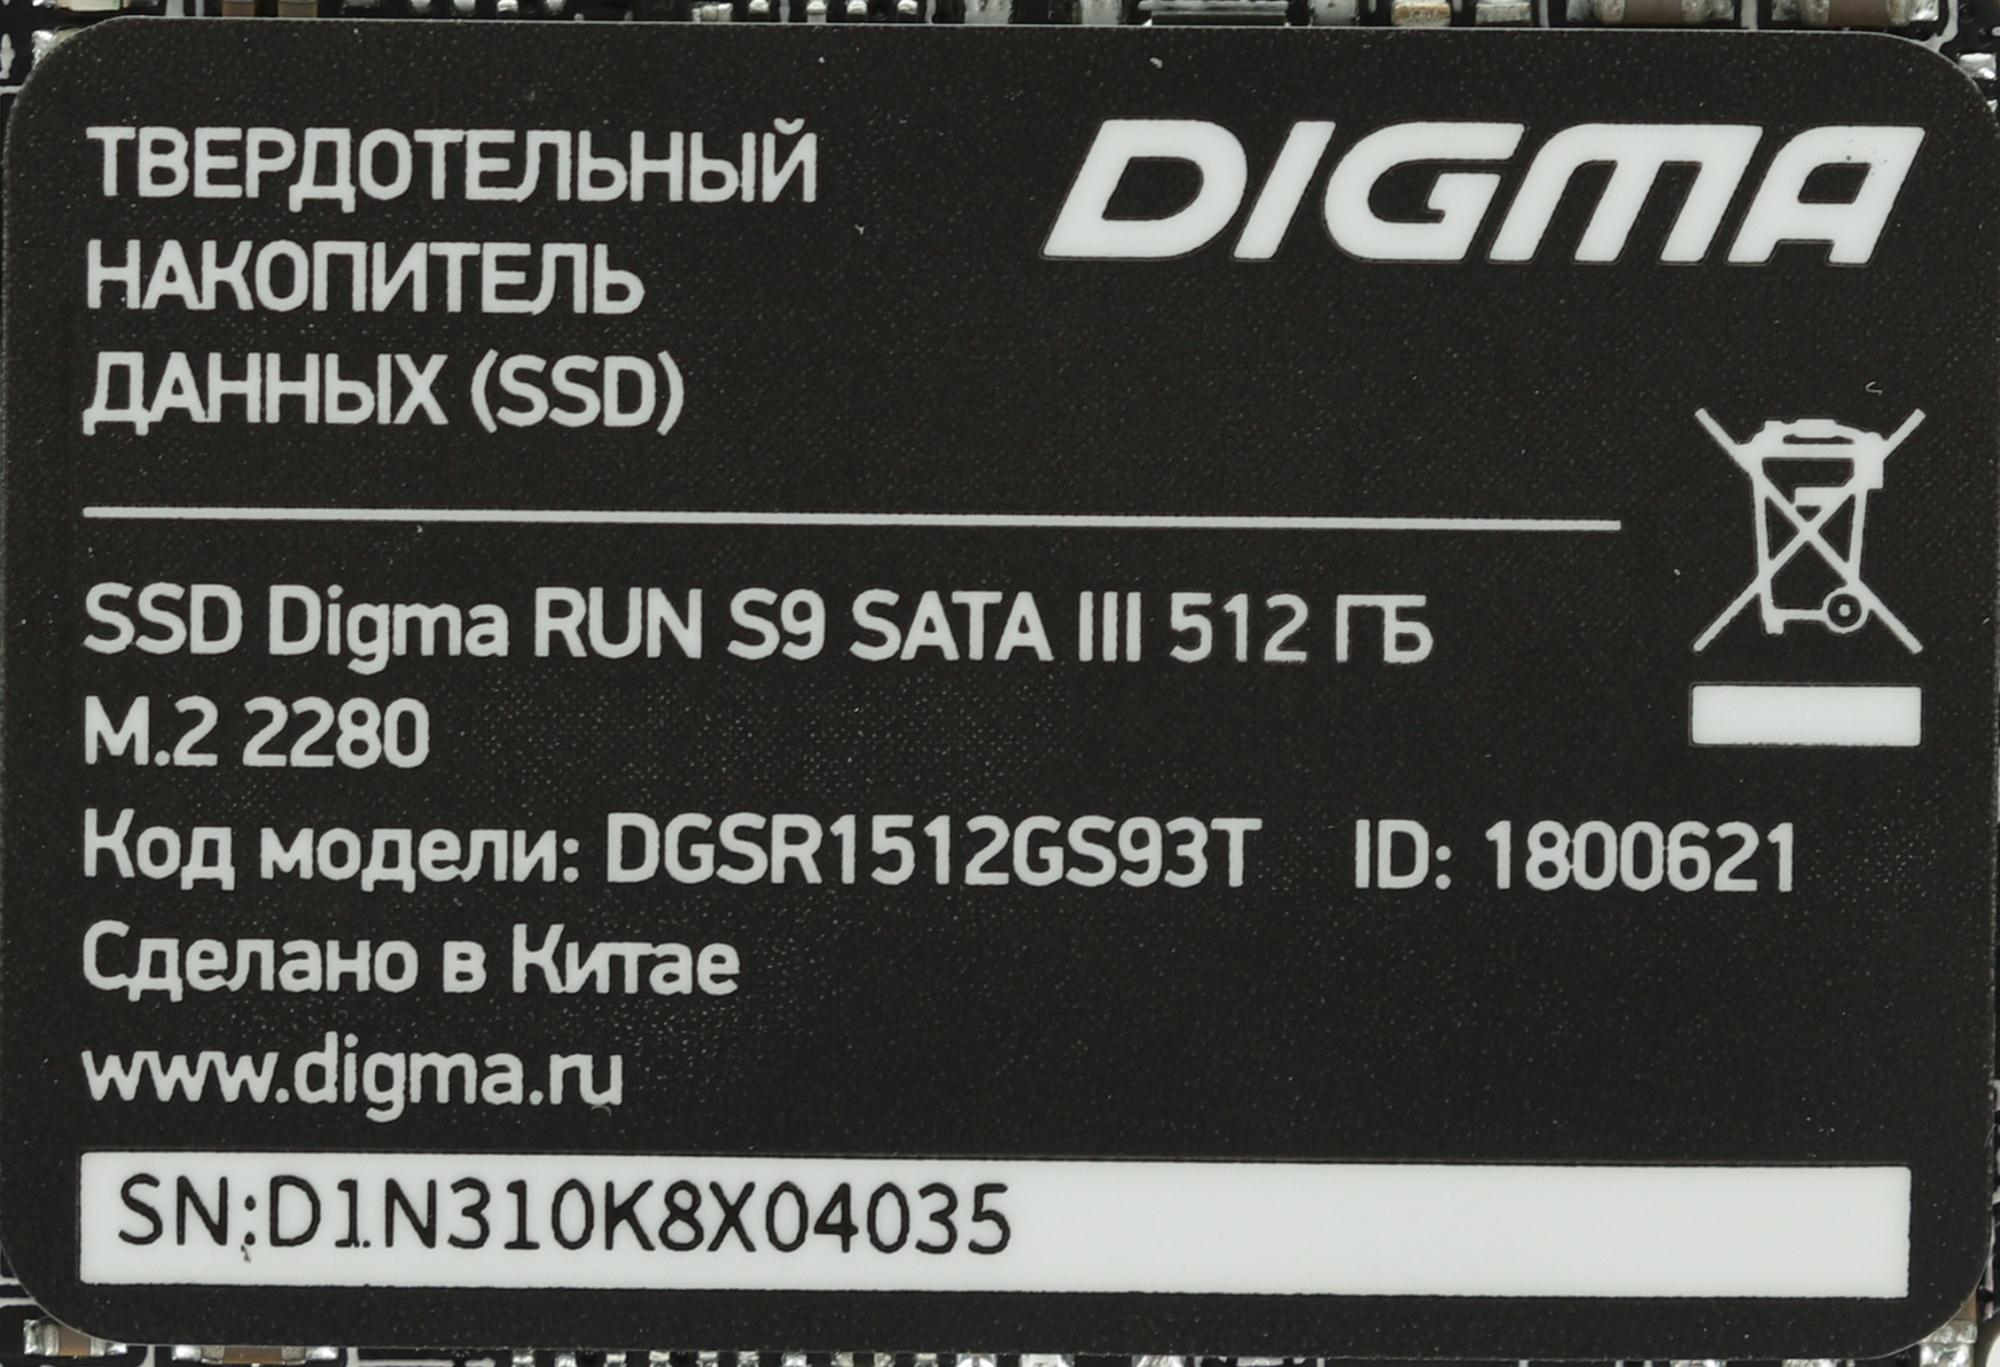 ТВЕРДОТЕЛЬНЫЙ
НАКОПИТЕЛЬ
ДАННЫХ (SSD)
DIGMA
SSD Digma RUN S9 SATA III 512 ГБ
M.2 2280
Код модели: DGSR1512GS93T ID: 1800621
Сделано в Китае
www.digma.ru
SN:D1N310K8X04035